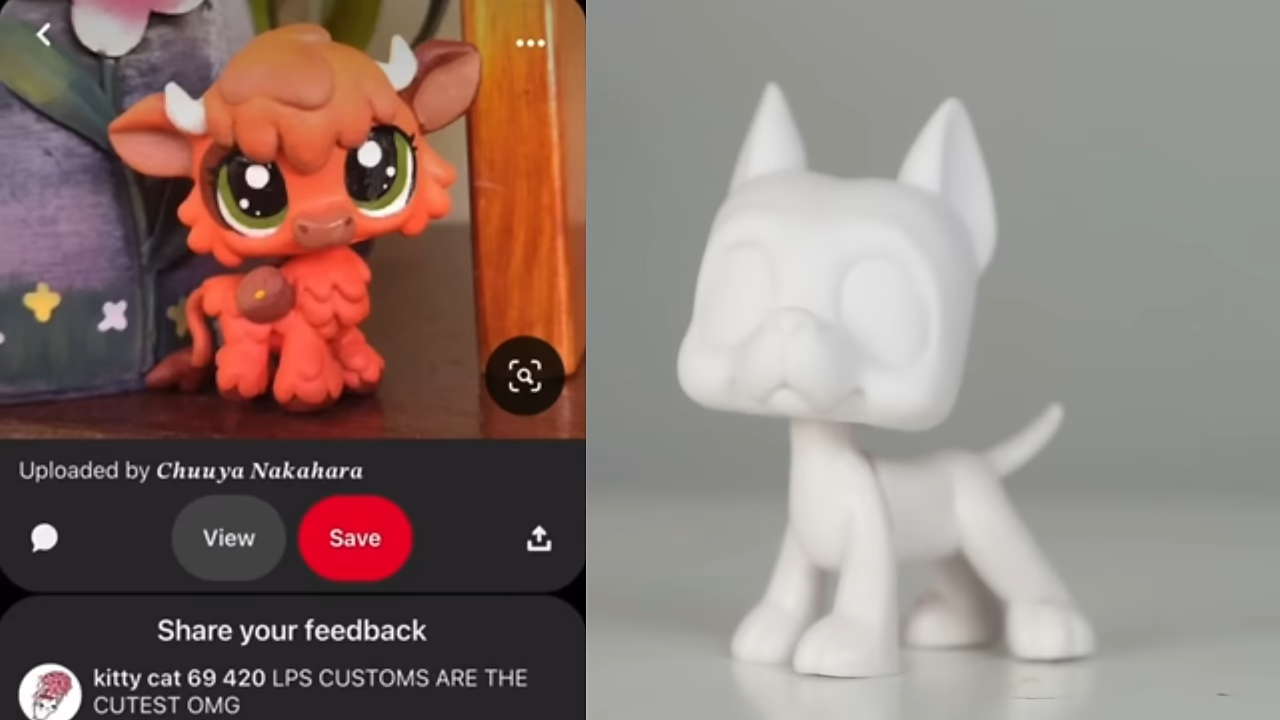 Uploaded by Chuuya Nakahara
View
Save
Share your feedback
kitty cat 69 420 LPS CUSTOMS ARE THE
CUTEST OMG